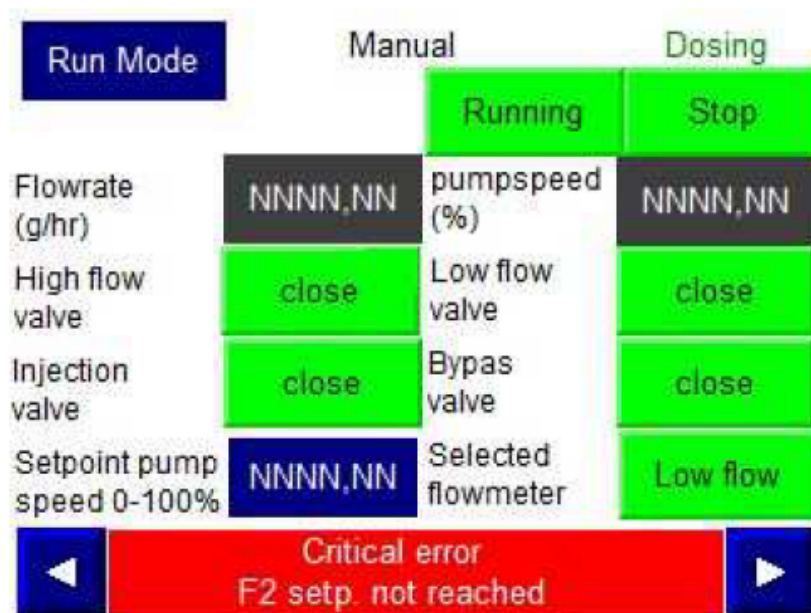 Run Mode
Manual
Dosing
Running
Stop
Flowrate
(g/hr)
NNNN,NN
pumpspeed
(%)
NNNN,NN
High flow
valve
close
Low flow
valve
close
Injection
valve
close
Bypas
valve
close
Setpoint pump
speed 0-100%
NNNN,NN
Selected
flowmeter
Low flow
Critical error
F2 setp. not reached